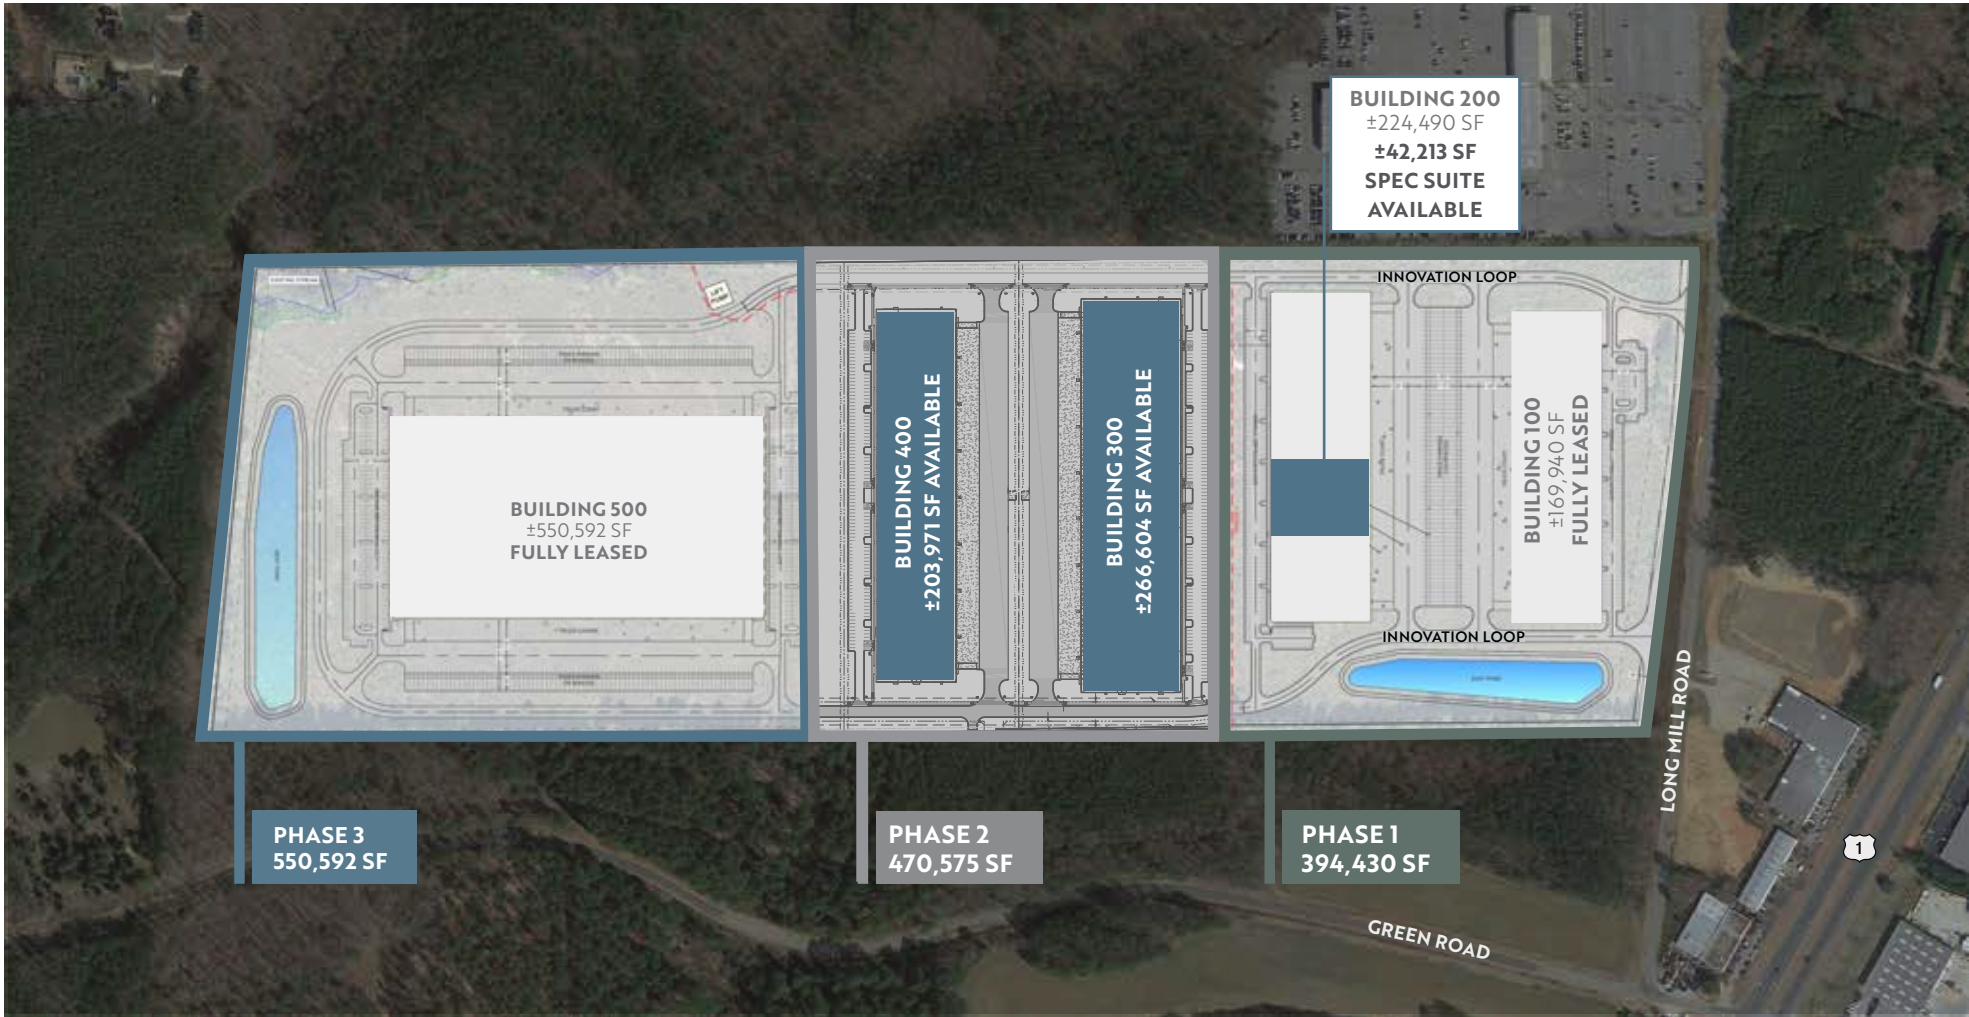 BUILDING 200
±224,490 SF
±42,213 SF
SPEC SUITE
AVAILABLE
INNOVATION LOOP
LIFT
PUMP
BUILDING 500
±550,592 SF
FULLY LEASED
BUILDING 400
±203,971 SF AVAILABLE
BUILDING 300
±266,604 SF AVAILABLE
BUILDING 100
±169,940 SF
FULLY LEASED
INNOVATION LOOP
LONG MILL ROAD
PHASE 3
550,592 SF
PHASE 2
470,575 SF
PHASE 1
394,430 SF
1
GREEN ROAD